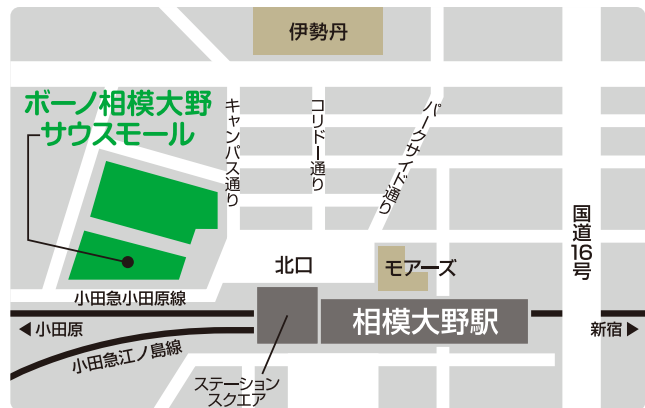 伊勢丹
ボーノ相模大野
サウスモール
キャンパス通り
コリドー通り
パークサイド通り
国道16号
北口
モアーズ
小田急小田原線
相模大野駅
◀小田原
新宿▶
小田急江ノ島線
ステーション
スクエア